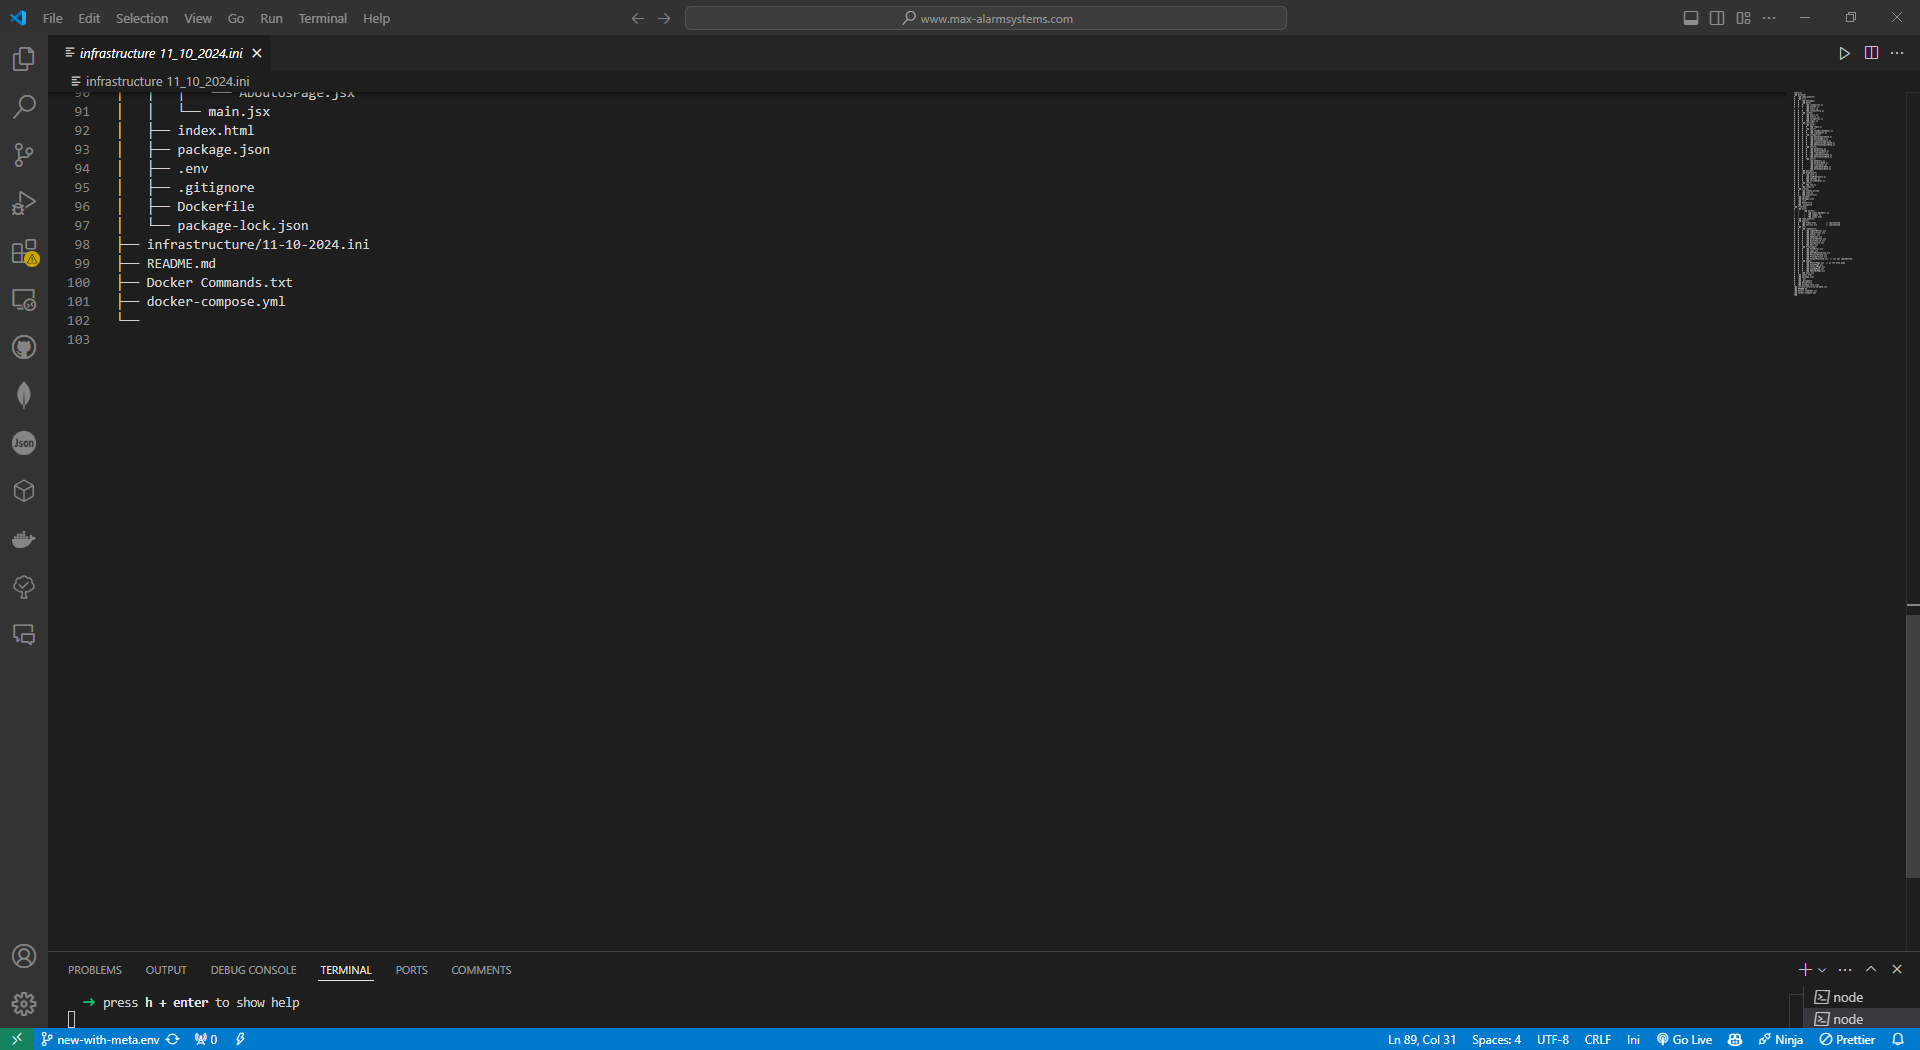 File Edit Selection View Go Run Terminal Help
www.max-alarmsystems.com
infrastructure 11_10_2024.ini
infrastructure 11_10_2024.ini
90 AboutUsPage.jsx
91 main.jsx
92 index.html
93 package.json
94 .env
95 .gitignore
96 Dockerfile
97 package-lock.json
98 infrastructure/11-10-2024.ini
99 README.md
100 Docker Commands.txt
101 docker-compose.yml
102
103
Json
PROBLEMS OUTPUT DEBUG CONSOLE TERMINAL PORTS COMMENTS
➜ press h + enter to show help
node
node
new-with-meta.env 0 Ln 89, Col 31 Spaces: 4 UTF-8 CRLF Ini Go Live Ninja Prettier